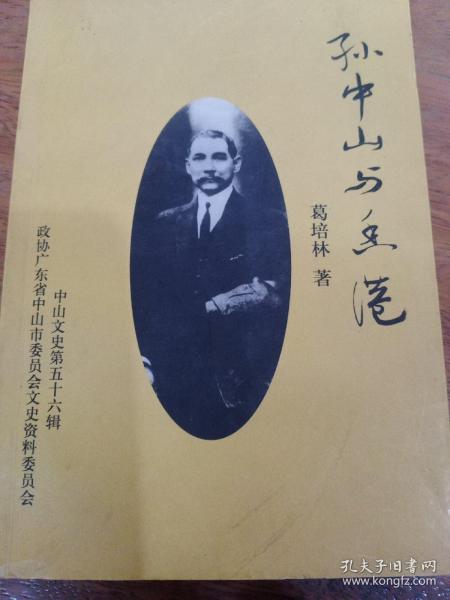 孙中山与香港
葛培林 著
中山文史第五十六辑
政协广东省中山市委员会文史资料委员会
孔夫子旧书网
www.kongfz.com